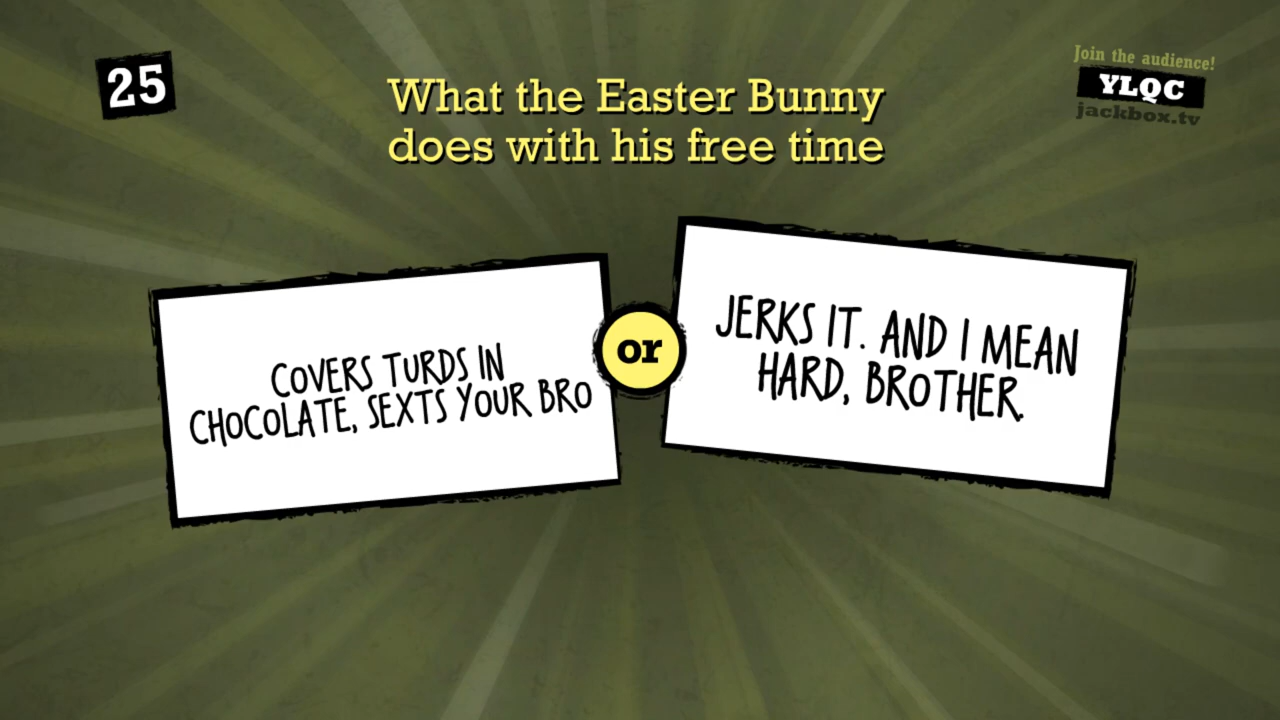 25
What the Easter Bunny
does with his free time
Join the audience!
YLQC
jackbox.tv
COVERS TURDS IN
CHOCOLATE, SEXTS YOUR BRO
or
JERKS IT. AND I MEAN
HARD, BROTHER.